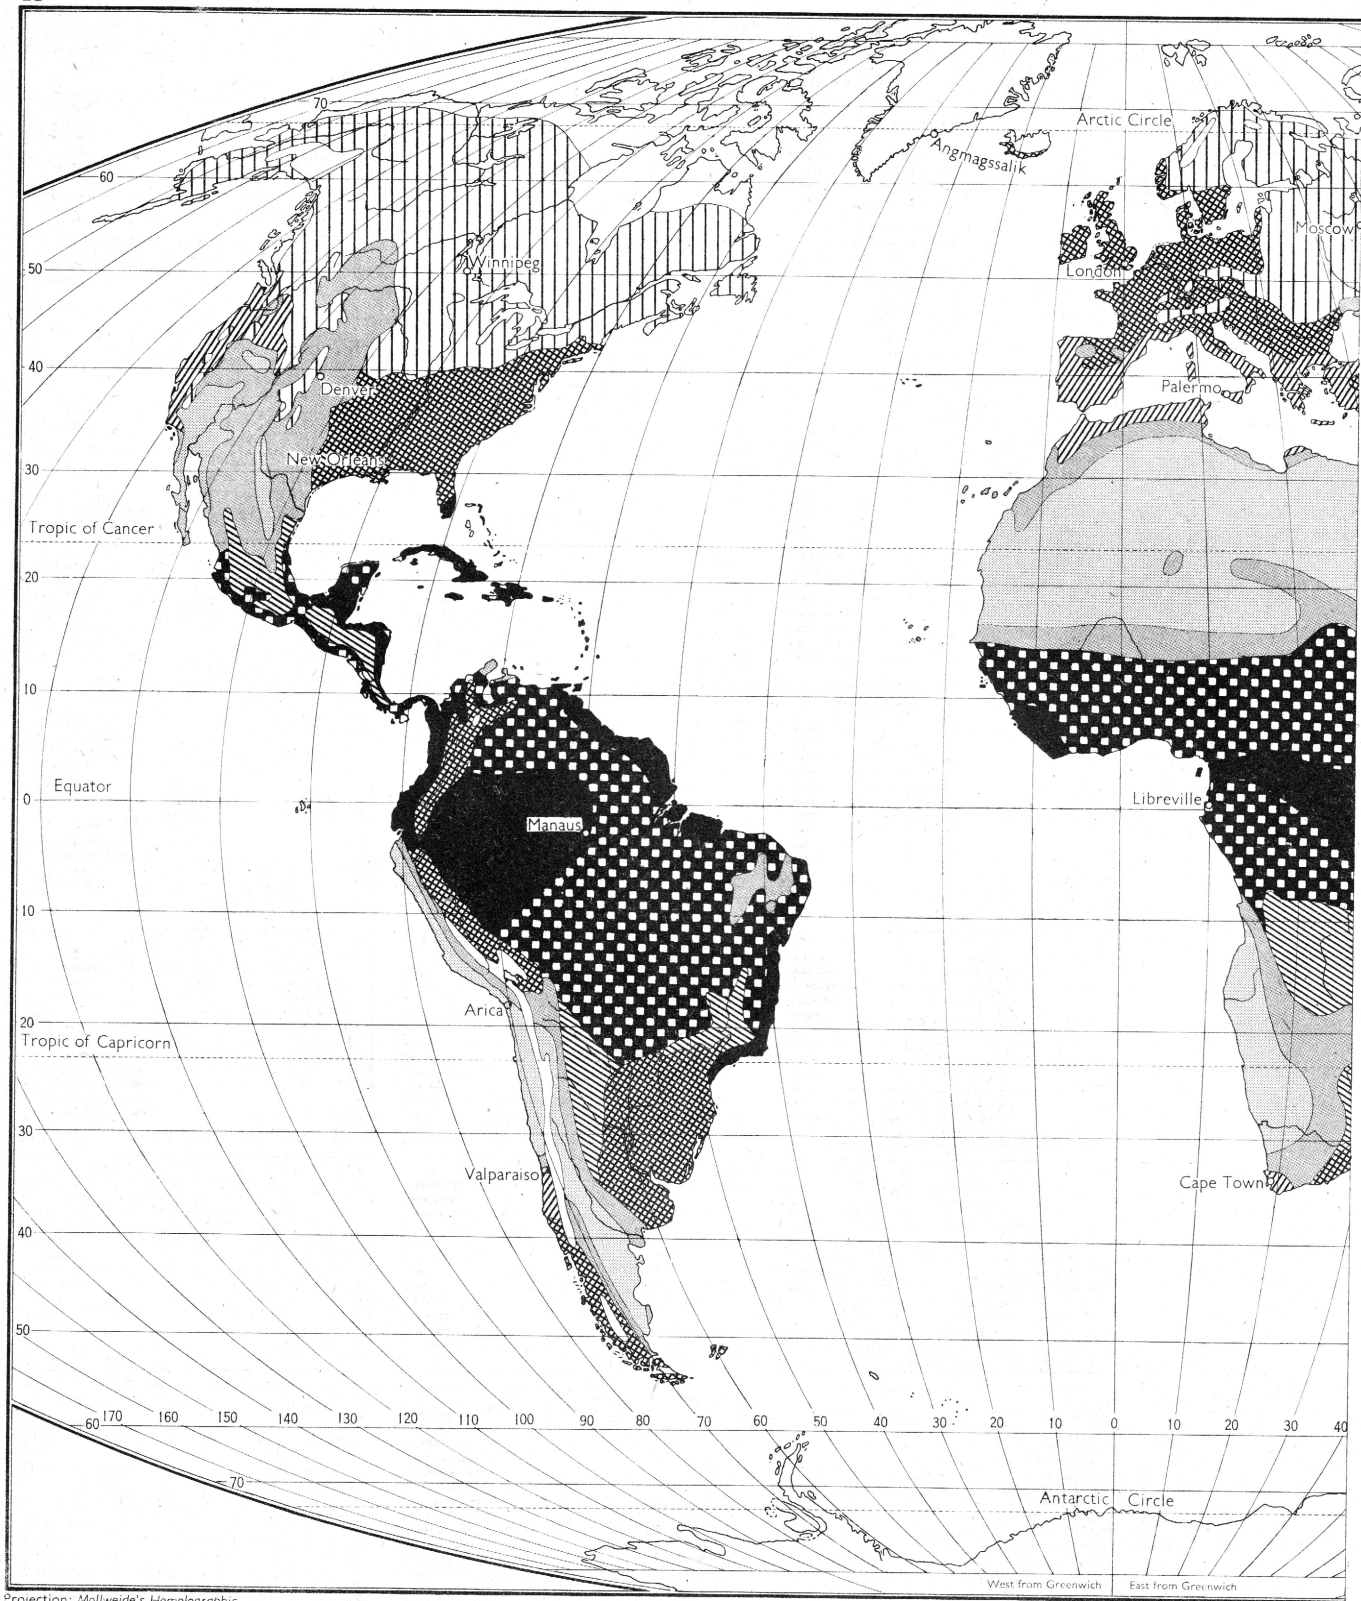 70
Arctic Circle
Angmagssalik
60
Moscow
50
Winnipeg
London
40
Denver
Palermo
30
New Orleans
Tropic of Cancer
20
10
Equator
0
Libreville
Manaus
10
Arica
20
Tropic of Capricorn
30
Valparaiso
Cape Town
40
50
60
170 160 150 140 130 120 110 100 90 80 70 60 50 40 30 20 10 0 10 20 30 40
70
Antarctic Circle
West from Greenwich East from Greenwich
Projection: Mollweide's Homolographic